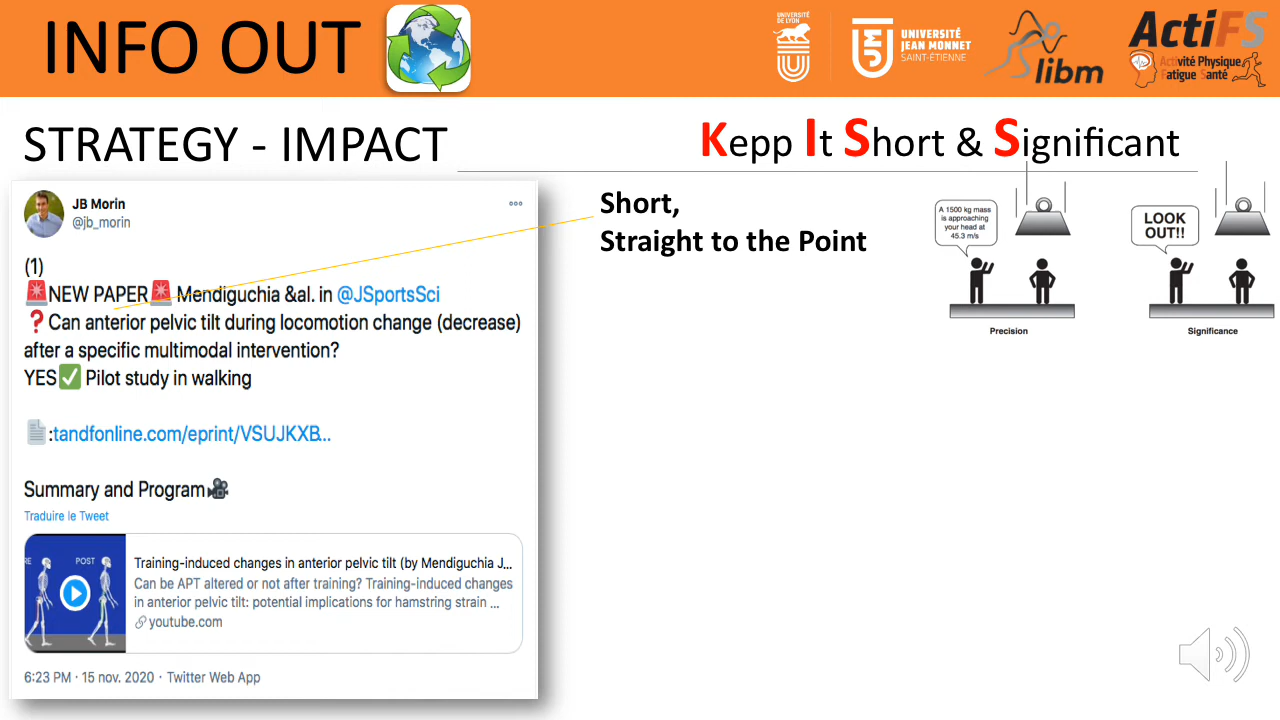 INFO OUT
UNIVERSITÉ
DE LYON
UNIVERSITÉ
JEAN MONNET
SAINT-ÉTIENNE
libm
ActiFS
Activité Physique
Fatigue Santé
STRATEGY - IMPACT
Kepp It Short & Significant
JB Morin
@jb_morin
(1)
🚨NEW PAPER🚨 Mendiguchia &al. in @JSportsSci
❓Can anterior pelvic tilt during locomotion change (decrease)
after a specific multimodal intervention?
YES✅ Pilot study in walking
📄:tandfonline.com/eprint/VSUJKXB...
Summary and Program🎥
Traduire le Tweet
RE POST
Training-induced changes in anterior pelvic tilt (by Mendiguchia J...
Can be APT altered or not after training? Training-induced changes
in anterior pelvic tilt: potential implications for hamstring strain ...
youtube.com
6:23 PM · 15 nov. 2020 · Twitter Web App
Short,
Straight to the Point
A 1500 kg mass
is approaching
your head at
45.3 m/s
Precision
LOOK
OUT!!
Significance